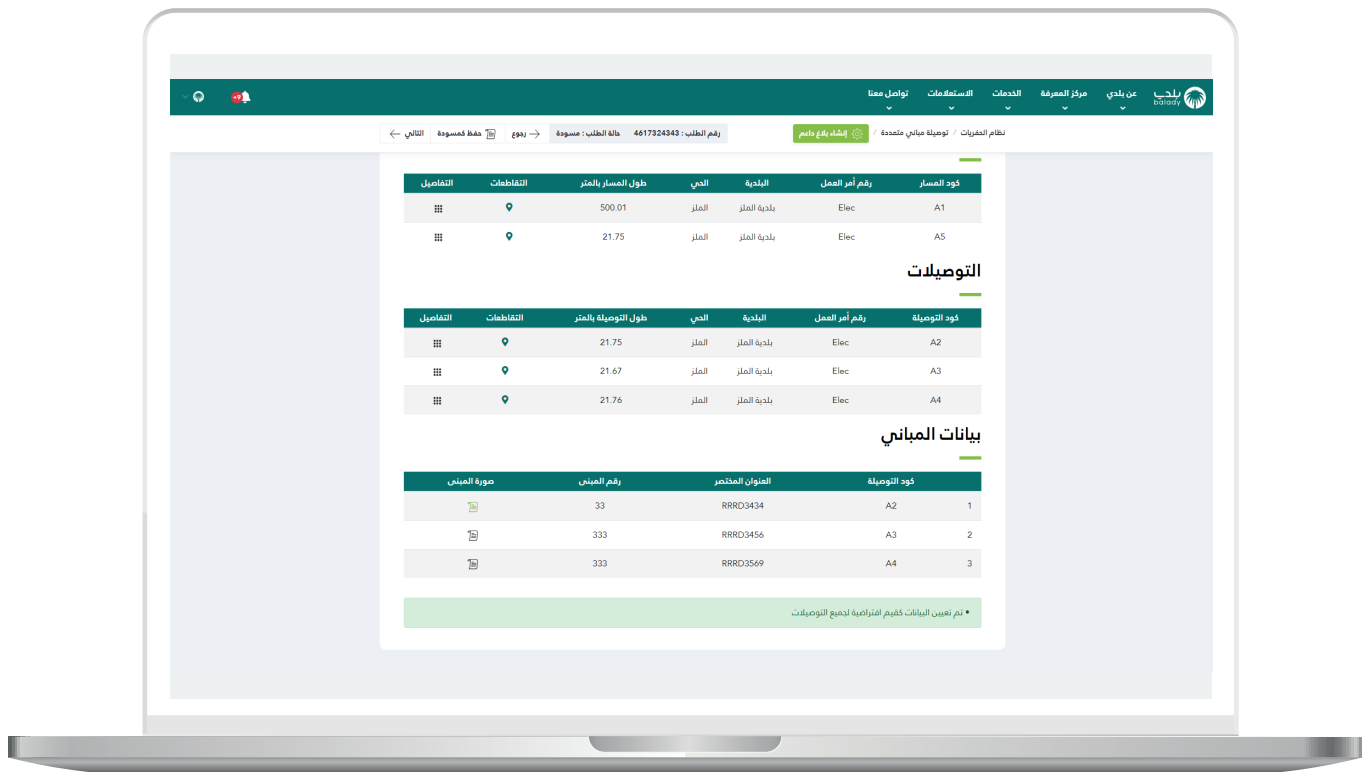 بلدي
balady
عن بلدي
مركز المعرفة
الخدمات
الاستعلامات
تواصل معنا
نظام الحفريات / توصيلة مباني متعددة / إنشاء بلاغ داعم
رقم الطلب : 4617324343 حالة الطلب : مسودة
رجوع
حفظ كمسودة
التالي
كود المسار رقم أمر العمل البلدية الحي طول المسار بالمتر التقاطعات التفاصيل
A1 Elec بلدية الملز الملز 500.01
A5 Elec بلدية الملز الملز 21.75
التوصيلات
كود التوصيلة رقم أمر العمل البلدية الحي طول التوصيلة بالمتر التقاطعات التفاصيل
A2 Elec بلدية الملز الملز 21.75
A3 Elec بلدية الملز الملز 21.67
A4 Elec بلدية الملز الملز 21.76
بيانات المباني
كود التوصيلة العنوان المختصر رقم المبنى صورة المبنى
1 A2 RRRD3434 33
2 A3 RRRD3456 333
3 A4 RRRD3569 333
• تم تعيين البيانات كقيم افتراضية لجميع التوصيلات